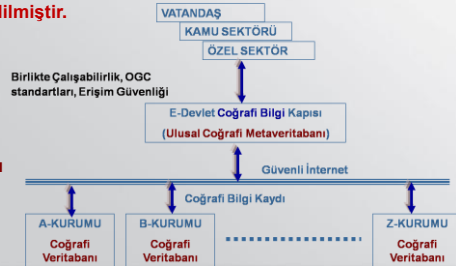 ilmiştir.
VATANDAŞ
KAMU SEKTÖRÜ
ÖZEL SEKTÖR
Birlikte Çalışabilirlik, OGC
standartları, Erişim Güvenliği
E-Devlet Coğrafi Bilgi Kapısı
(Ulusal Coğrafi Metaveritabanı)
Güvenli İnternet
Coğrafi Bilgi Kaydı
A-KURUMU
Coğrafi
Veritabanı
B-KURUMU
Coğrafi
Veritabanı
Z-KURUMU
Coğrafi
Veritabanı